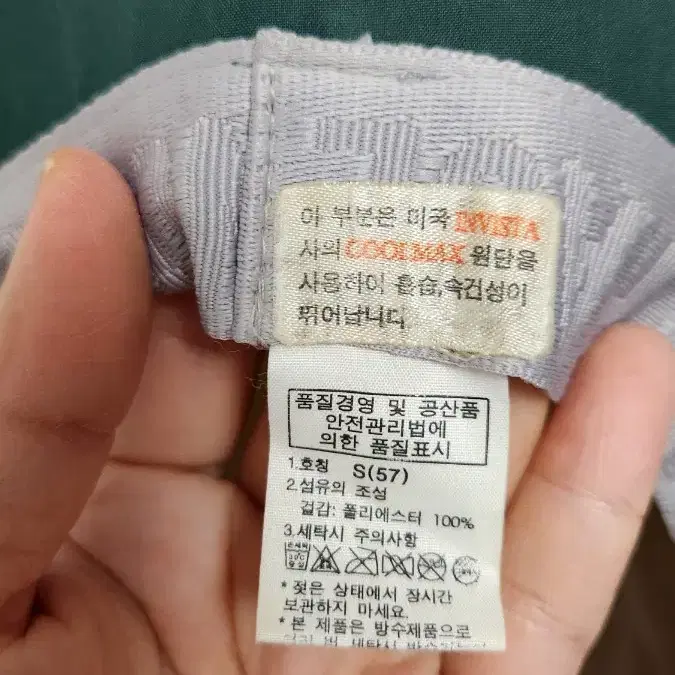 이 부분은 미국 INVISTA
사의 COOLMAX 원단을
사용하여 흡습,속건성이
뛰어납니다.
품질경영 및 공산품
안전관리법에
의한 품질표시
1.호칭 S(57)
2.섬유의 조성
겉감: 폴리에스터 100%
3.세탁시 주의사항
* 젖은 상태에서 장시간
보관하지 마세요.
* 본 제품은 방수제품으로